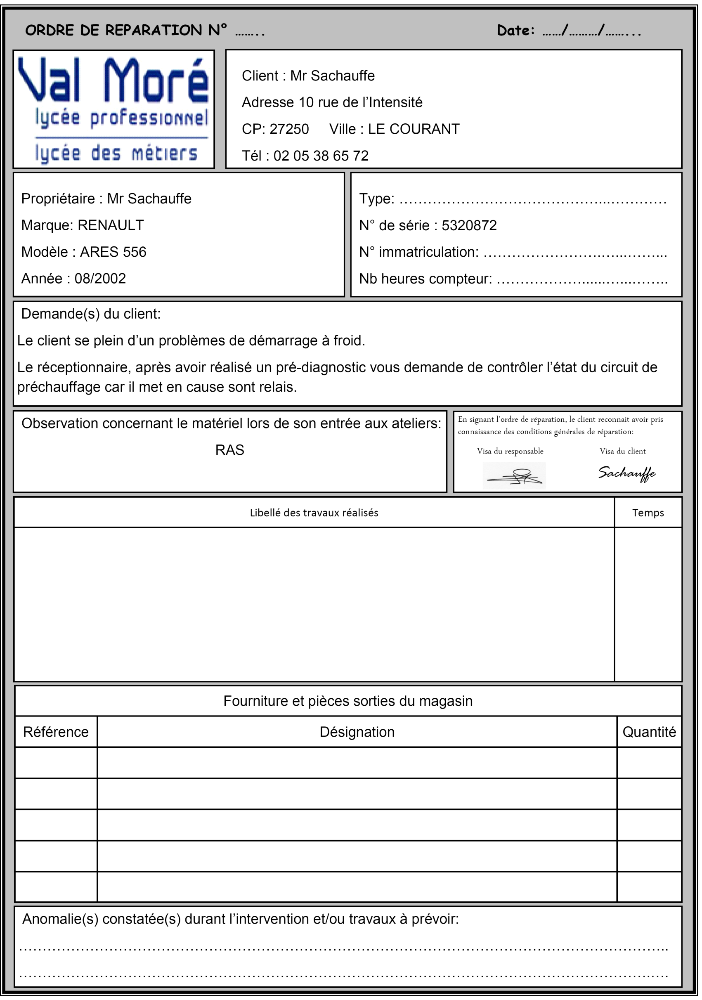 ORDRE DE REPARATION N° ……..
Date: ……/………/……...
Val Moré
lycée professionnel
lycée des métiers
Client : Mr Sachauffe
Adresse 10 rue de l’Intensité
CP: 27250 Ville : LE COURANT
Tél : 02 05 38 65 72
Propriétaire : Mr Sachauffe
Marque: RENAULT
Modèle : ARES 556
Année : 08/2002
Type: ……………………………………...…………
N° de série : 5320872
N° immatriculation: …………………….…...……...
Nb heures compteur: ………………......…...……..
Demande(s) du client:
Le client se plein d’un problèmes de démarrage à froid.
Le réceptionnaire, après avoir réalisé un pré-diagnostic vous demande de contrôler l’état du circuit de
préchauffage car il met en cause sont relais.
Observation concernant le matériel lors de son entrée aux ateliers:
RAS
En signant l’ordre de réparation, le client reconnait avoir pris
connaissance des conditions générales de réparation:
Visa du responsable Visa du client
Sachauffe
Libellé des travaux réalisés Temps
Fourniture et pièces sorties du magasin
Référence Désignation Quantité
Anomalie(s) constatée(s) durant l’intervention et/ou travaux à prévoir:
………………………………………………………………………………………………………………………..
………………………………………………………………………………………………………………………..